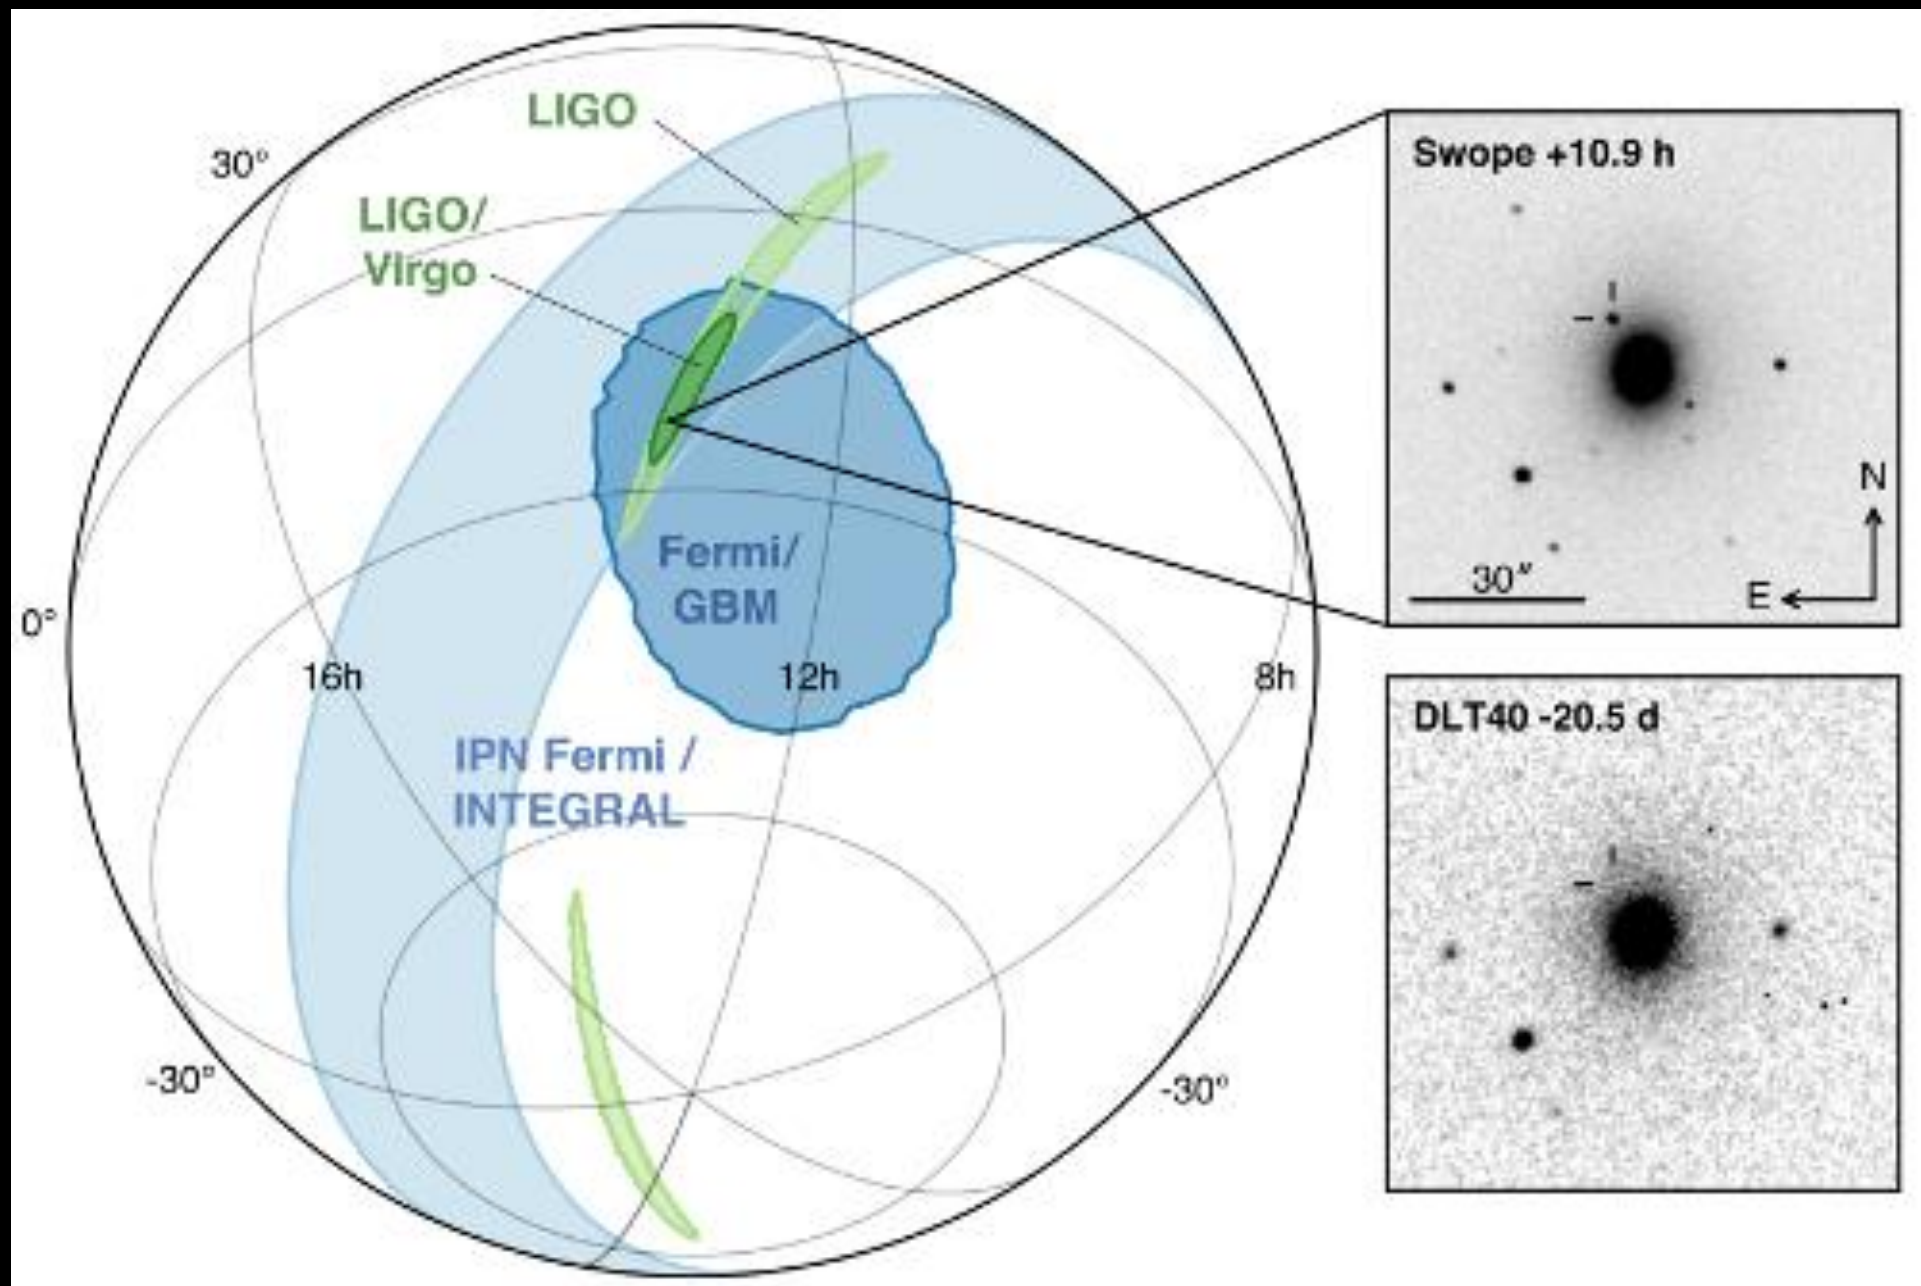 LIGO
30°
LIGO/
Virgo
Fermi/
GBM
0°
16h
12h
8h
IPN Fermi /
INTEGRAL
-30°
-30°
Swope +10.9 h
N
30"
E
DLT40 -20.5 d